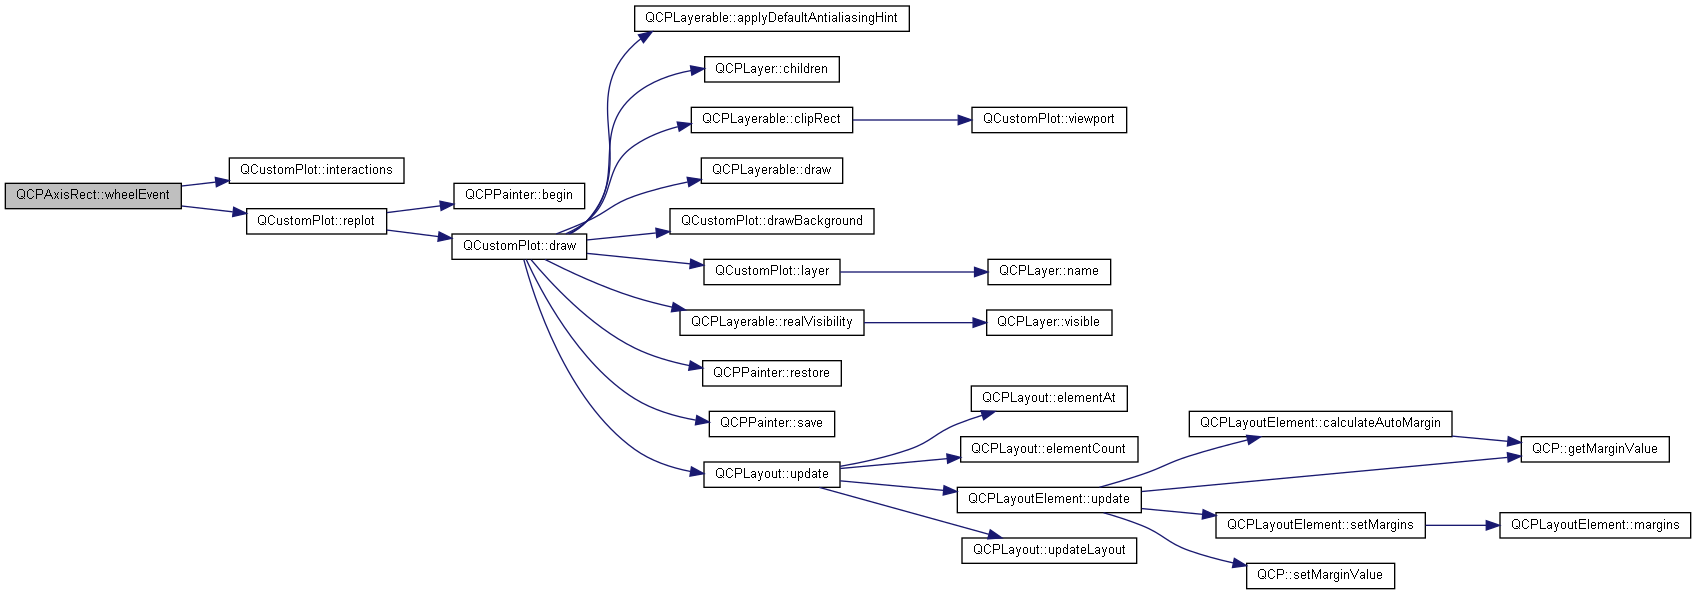 QCPLayerable::applyDefaultAntialiasingHint
QCPLayer::children
QCPLayerable::clipRect
QCustomPlot::viewport
QCustomPlot::interactions
QCPLayerable::draw
QCPAxisRect::wheelEvent
QCPPainter::begin
QCustomPlot::replot
QCustomPlot::drawBackground
QCustomPlot::draw
QCustomPlot::layer
QCPLayer::name
QCPLayerable::realVisibility
QCPLayer::visible
QCPPainter::restore
QCPLayout::elementAt
QCPPainter::save
QCPLayoutElement::calculateAutoMargin
QCPLayout::elementCount
QCP::getMarginValue
QCPLayout::update
QCPLayoutElement::update
QCPLayoutElement::setMargins
QCPLayoutElement::margins
QCPLayout::updateLayout
QCP::setMarginValue